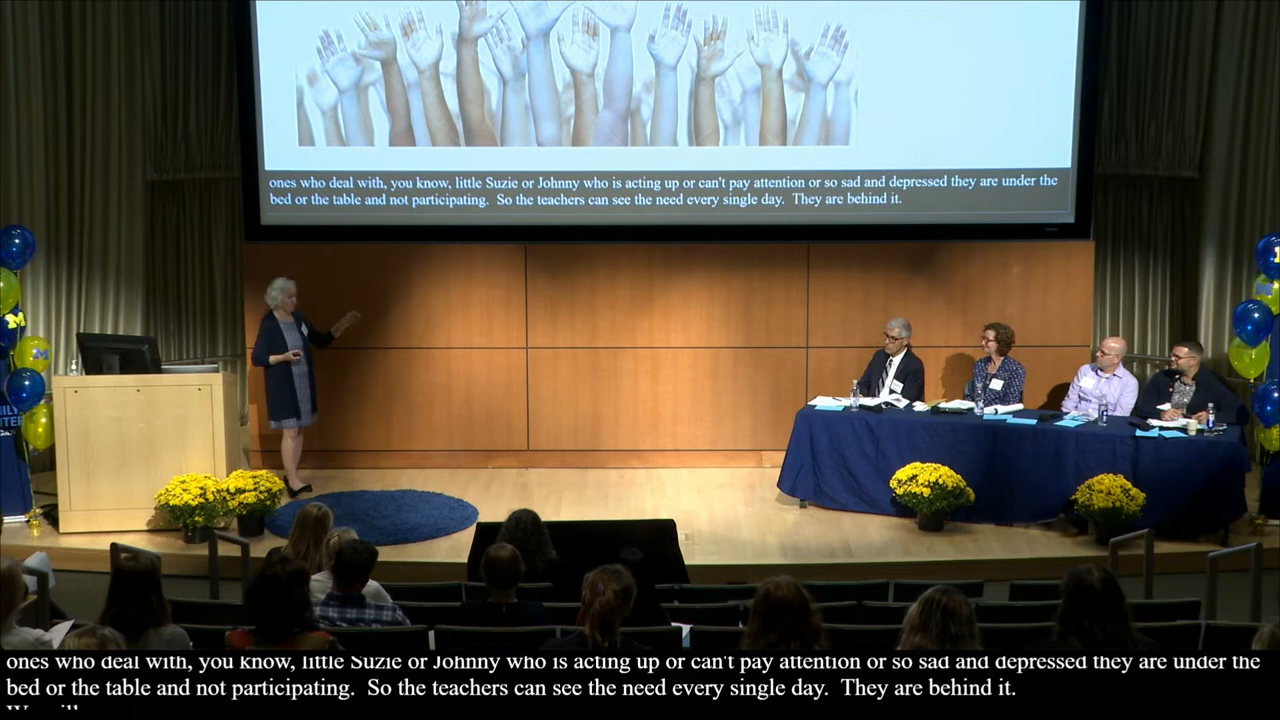 ones who deal with, you know, little Suzie or Johnny who is acting up or can't pay attention or so sad and depressed they are under the
bed or the table and not participating.  So the teachers can see the need every single day.  They are behind it.
M
M
M
ones who deal with, you know, little Suzie or Johnny who is acting up or can't pay attention or so sad and depressed they are under the
bed or the table and not participating.  So the teachers can see the need every single day.  They are behind it.